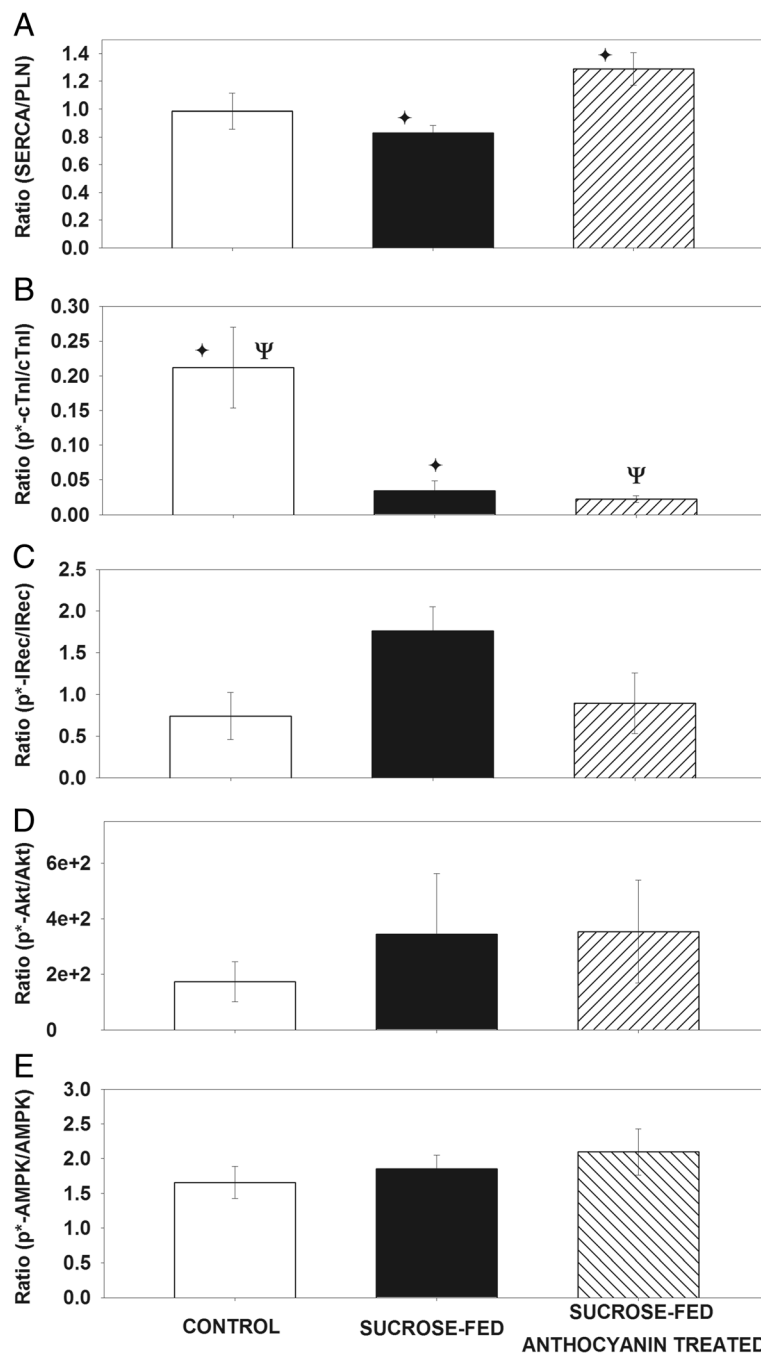 A
Ratio (SERCA/PLN)
1.4
1.2
1.0
0.8
0.6
0.4
0.2
0.0
✦
✦
B
Ratio (p*-cTnI/cTnI)
0.30
0.25
0.20
0.15
0.10
0.05
0.00
✦ Ψ
✦
Ψ
C
Ratio (p*-IRec/IRec)
2.5
2.0
1.5
1.0
0.5
0.0
D
Ratio (p*-Akt/Akt)
6e+2
4e+2
2e+2
0
E
Ratio (p*-AMPK/AMPK)
3.0
2.5
2.0
1.5
1.0
0.5
0.0
CONTROL
SUCROSE-FED
SUCROSE-FED
ANTHOCYANIN TREATED